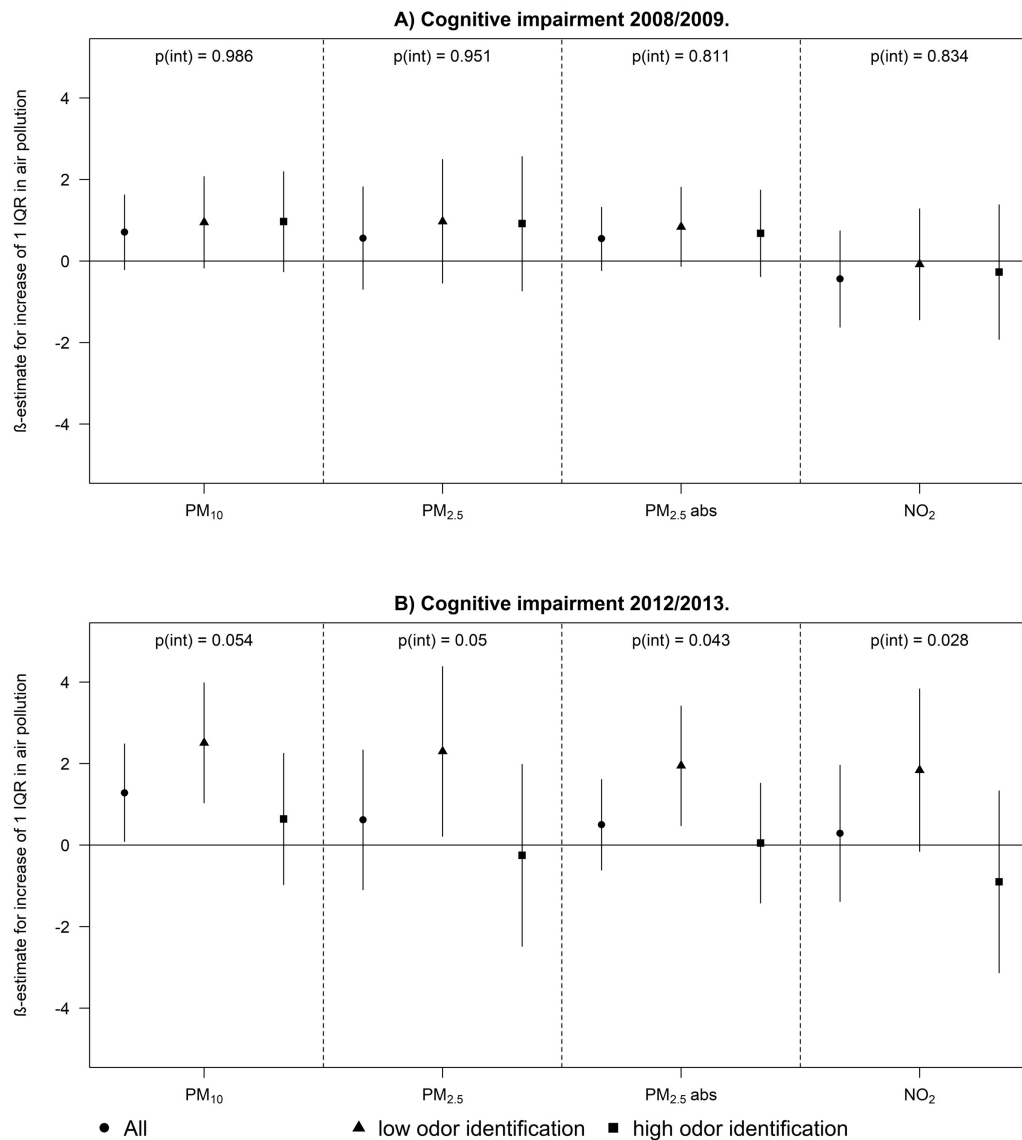 A) Cognitive impairment 2008/2009.
p(int) = 0.986 p(int) = 0.951 p(int) = 0.811 p(int) = 0.834
ß-estimate for increase of 1 IQR in air pollution
4
2
0
-2
-4
PM₁₀ PM₂.₅ PM₂.₅ abs NO₂
B) Cognitive impairment 2012/2013.
p(int) = 0.054 p(int) = 0.05 p(int) = 0.043 p(int) = 0.028
ß-estimate for increase of 1 IQR in air pollution
4
2
0
-2
-4
PM₁₀ PM₂.₅ PM₂.₅ abs NO₂
All low odor identification high odor identification